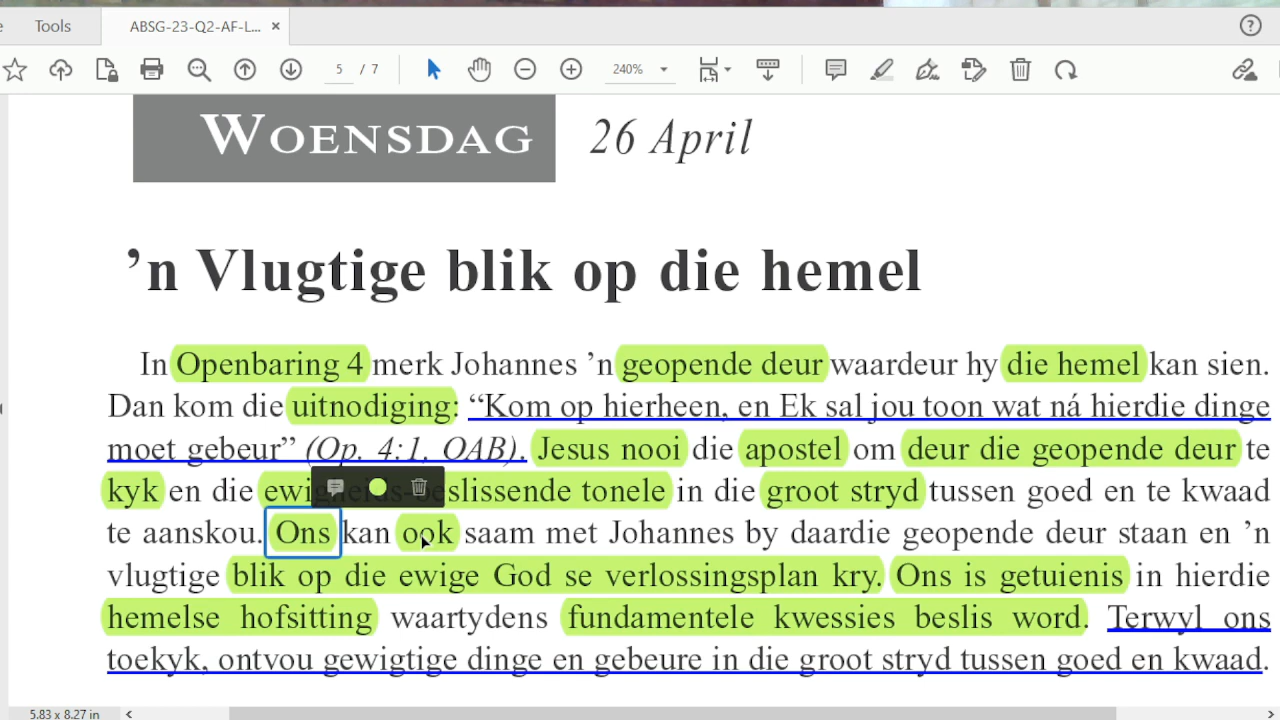 Tools
ABSG-23-Q2-AF-L...
5 / 7
240%
WOENSDAG 26 April
’n Vlugtige blik op die hemel
In Openbaring 4 merk Johannes ’n geopende deur waardeur hy die hemel kan sien.
Dan kom die uitnodiging: “Kom op hierheen, en Ek sal jou toon wat ná hierdie dinge
moet gebeur” (Op. 4:1, OAB). Jesus nooi die apostel om deur die geopende deur te
kyk en die ewigheids-beslissende tonele in die groot stryd tussen goed en te kwaad
te aanskou. Ons kan ook saam met Johannes by daardie geopende deur staan en ’n
vlugtige blik op die ewige God se verlossingsplan kry. Ons is getuienis in hierdie
hemelse hofsitting waartydens fundamentele kwessies beslis word. Terwyl ons
toekyk, ontvou gewigtige dinge en gebeure in die groot stryd tussen goed en kwaad.
5.83 x 8.27 in